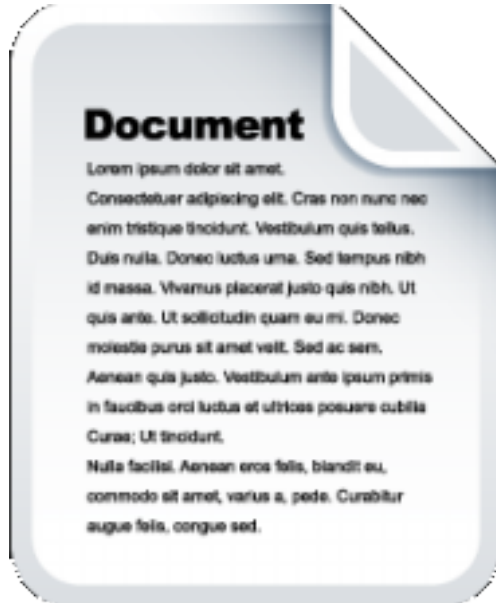 Document
Lorem ipsum dolor sit amet.
Consectetuer adipiscing elit. Cras non nunc nec
enim tristique tincidunt. Vestibulum quis tellus.
Duis nulla. Donec luctus urna. Sed tempus nibh
id massa. Vivamus placerat justo quis nibh. Ut
quis ante. Ut sollicitudin quam eu mi. Donec
molestie purus sit amet velit. Sed ac sem.
Aenean quis justo. Vestibulum ante ipsum primis
in faucibus orci luctus et ultrices posuere cubilia
Curae; Ut tincidunt.
Nulla facilisi. Aenean eros felis, blandit eu,
commodo sit amet, varius a, pede. Curabitur
augue felis, congue sed.